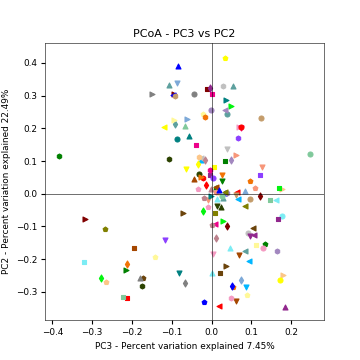 PCoA - PC3 vs PC2
PC2 - Percent variation explained 22.49%
0.4
0.3
0.2
0.1
0.0
−0.1
−0.2
−0.3
−0.4 −0.3 −0.2 −0.1 0.0 0.1 0.2
PC3 - Percent variation explained 7.45%